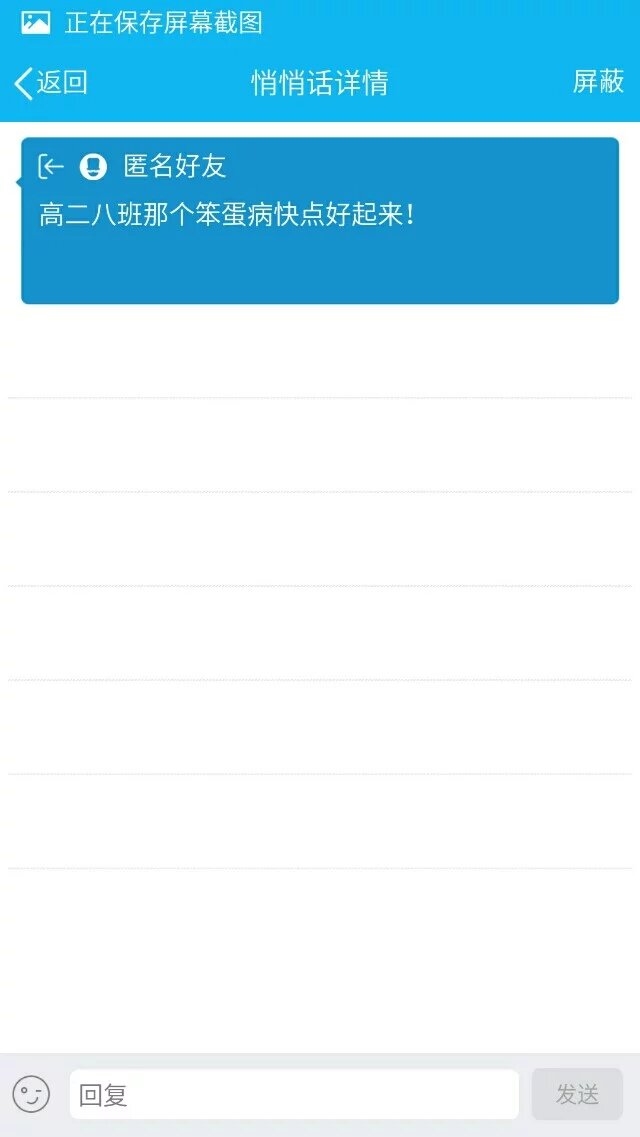 正在保存屏幕截图
返回
悄悄话详情
屏蔽
匿名好友
高二八班那个笨蛋病快点好起来！
回复
发送